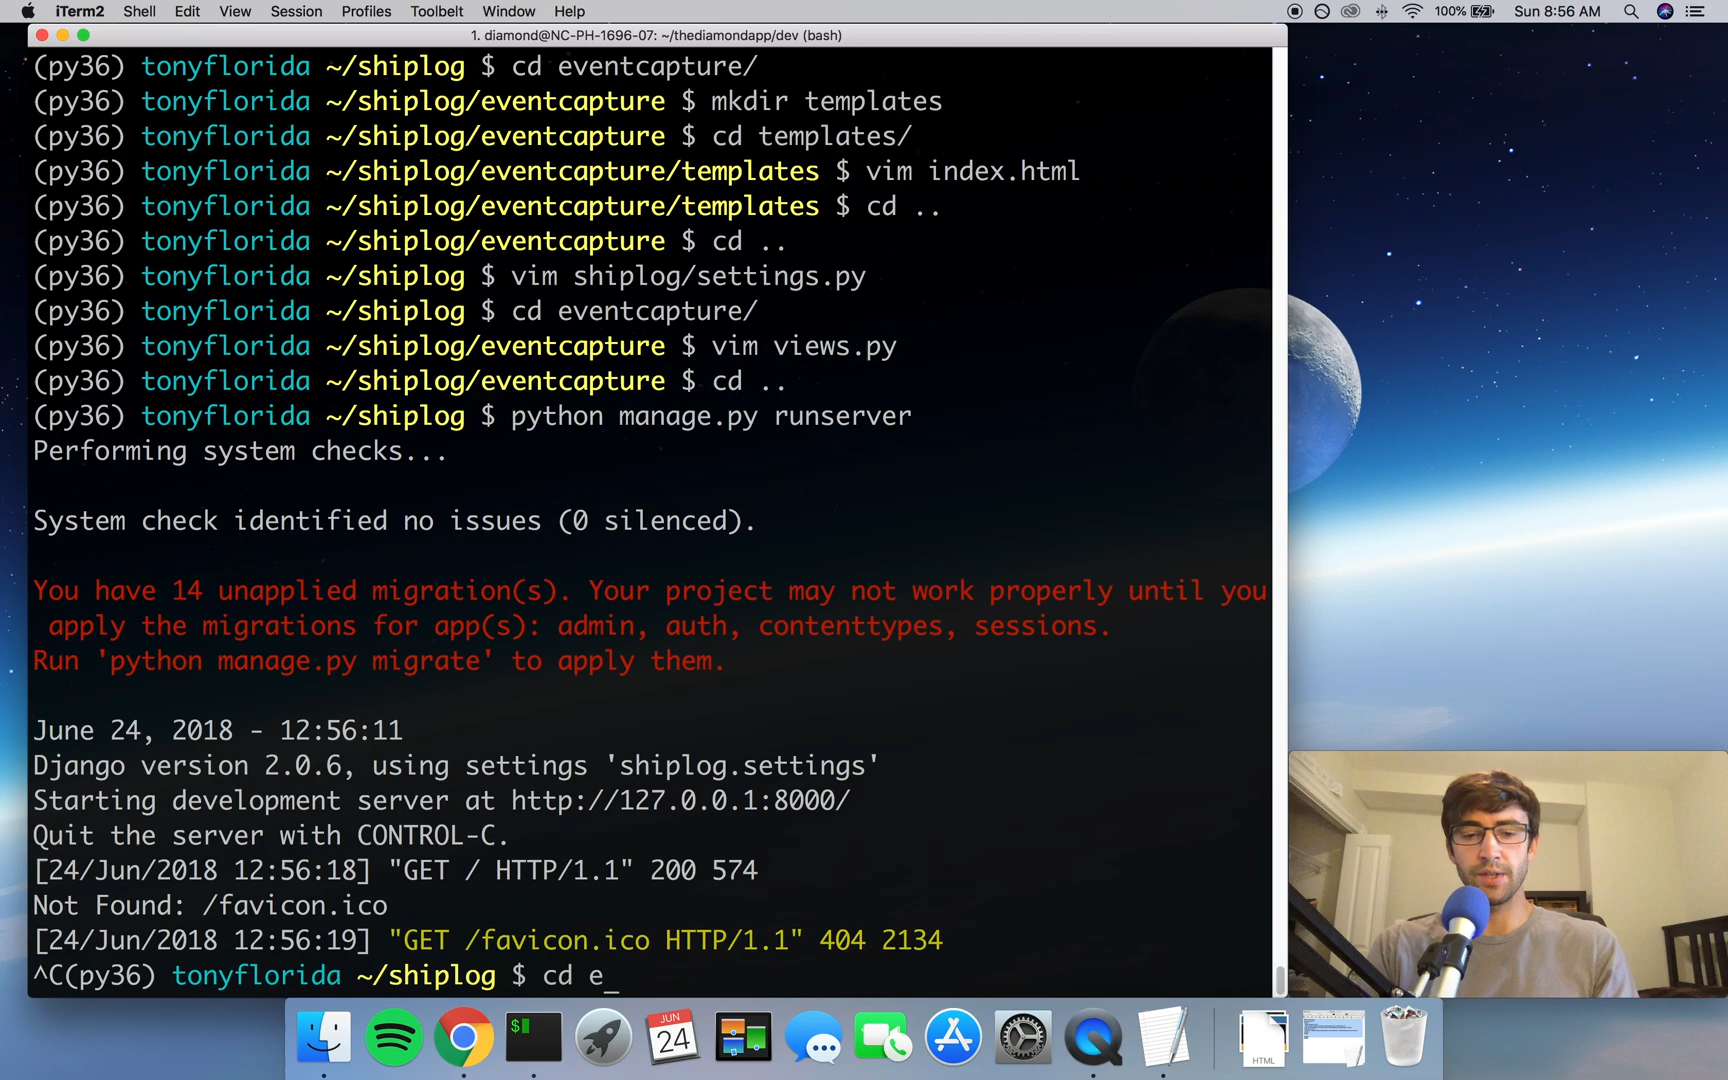 iTerm2 Shell Edit View Session Profiles Toolbelt Window Help 100% Sun 8:56 AM
1. diamond@NC-PH-1696-07: ~/thediamondapp/dev (bash)
(py36) tonyflorida ~/shiplog $ cd eventcapture/
(py36) tonyflorida ~/shiplog/eventcapture $ mkdir templates
(py36) tonyflorida ~/shiplog/eventcapture $ cd templates/
(py36) tonyflorida ~/shiplog/eventcapture/templates $ vim index.html
(py36) tonyflorida ~/shiplog/eventcapture/templates $ cd ..
(py36) tonyflorida ~/shiplog/eventcapture $ cd ..
(py36) tonyflorida ~/shiplog $ vim shiplog/settings.py
(py36) tonyflorida ~/shiplog $ cd eventcapture/
(py36) tonyflorida ~/shiplog/eventcapture $ vim views.py
(py36) tonyflorida ~/shiplog/eventcapture $ cd ..
(py36) tonyflorida ~/shiplog $ python manage.py runserver
Performing system checks...
System check identified no issues (0 silenced).
You have 14 unapplied migration(s). Your project may not work properly until you
apply the migrations for app(s): admin, auth, contenttypes, sessions.
Run 'python manage.py migrate' to apply them.
June 24, 2018 - 12:56:11
Django version 2.0.6, using settings 'shiplog.settings'
Starting development server at http://127.0.0.1:8000/
Quit the server with CONTROL-C.
[24/Jun/2018 12:56:18] "GET / HTTP/1.1" 200 574
Not Found: /favicon.ico
[24/Jun/2018 12:56:19] "GET /favicon.ico HTTP/1.1" 404 2134
^C(py36) tonyflorida ~/shiplog $ cd e_
$
JUN
24
HTML